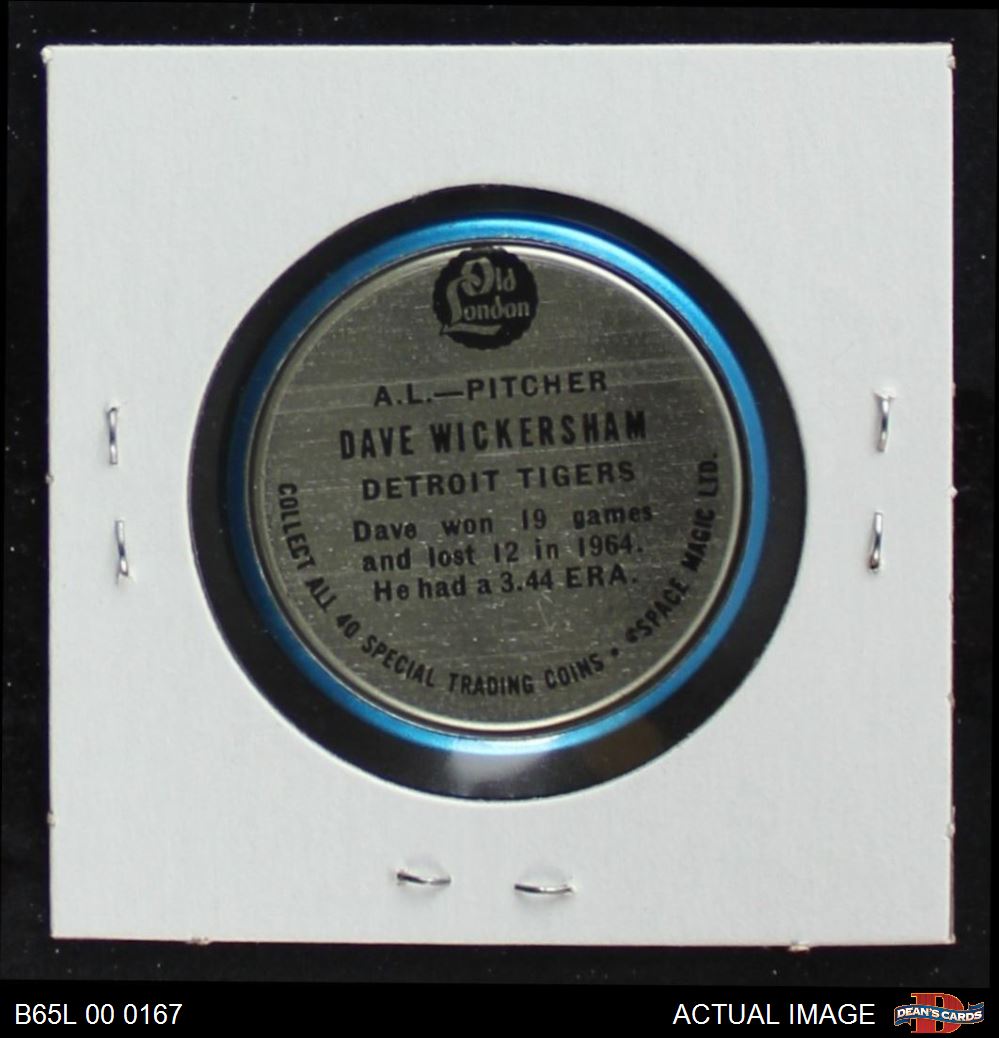 Old
London
A.L.—PITCHER
DAVE WICKERSHAM
DETROIT TIGERS
Dave won 19 games
and lost 12 in 1964.
He had a 3.44 ERA.
COLLECT ALL 40 SPECIAL TRADING COINS • ©SPACE MAGIC LTD.
B65L 00 0167
ACTUAL IMAGE
D
DEAN'S CARDS